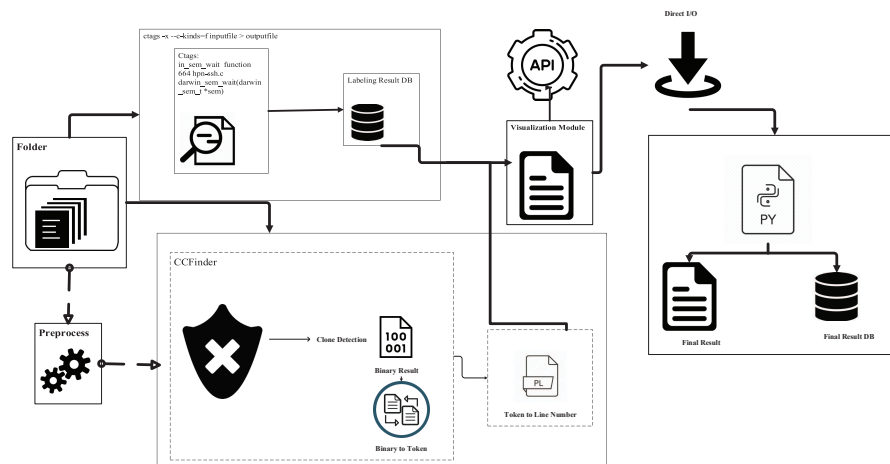 Direct I/O
ctags -x --c-kinds=f inputfile > outputfile
Ctags:
in_sem_wait function
664 hpn-ssh.c
darwin_sem_wait(darwin
_sem_t *sem)
Labeling Result DB
API
Visualization Module
Folder
PY
Final Result
Final Result DB
CCFinder
Preprocess
Clone Detection
100
001
Binary Result
Binary to Token
PL
Token to Line Number